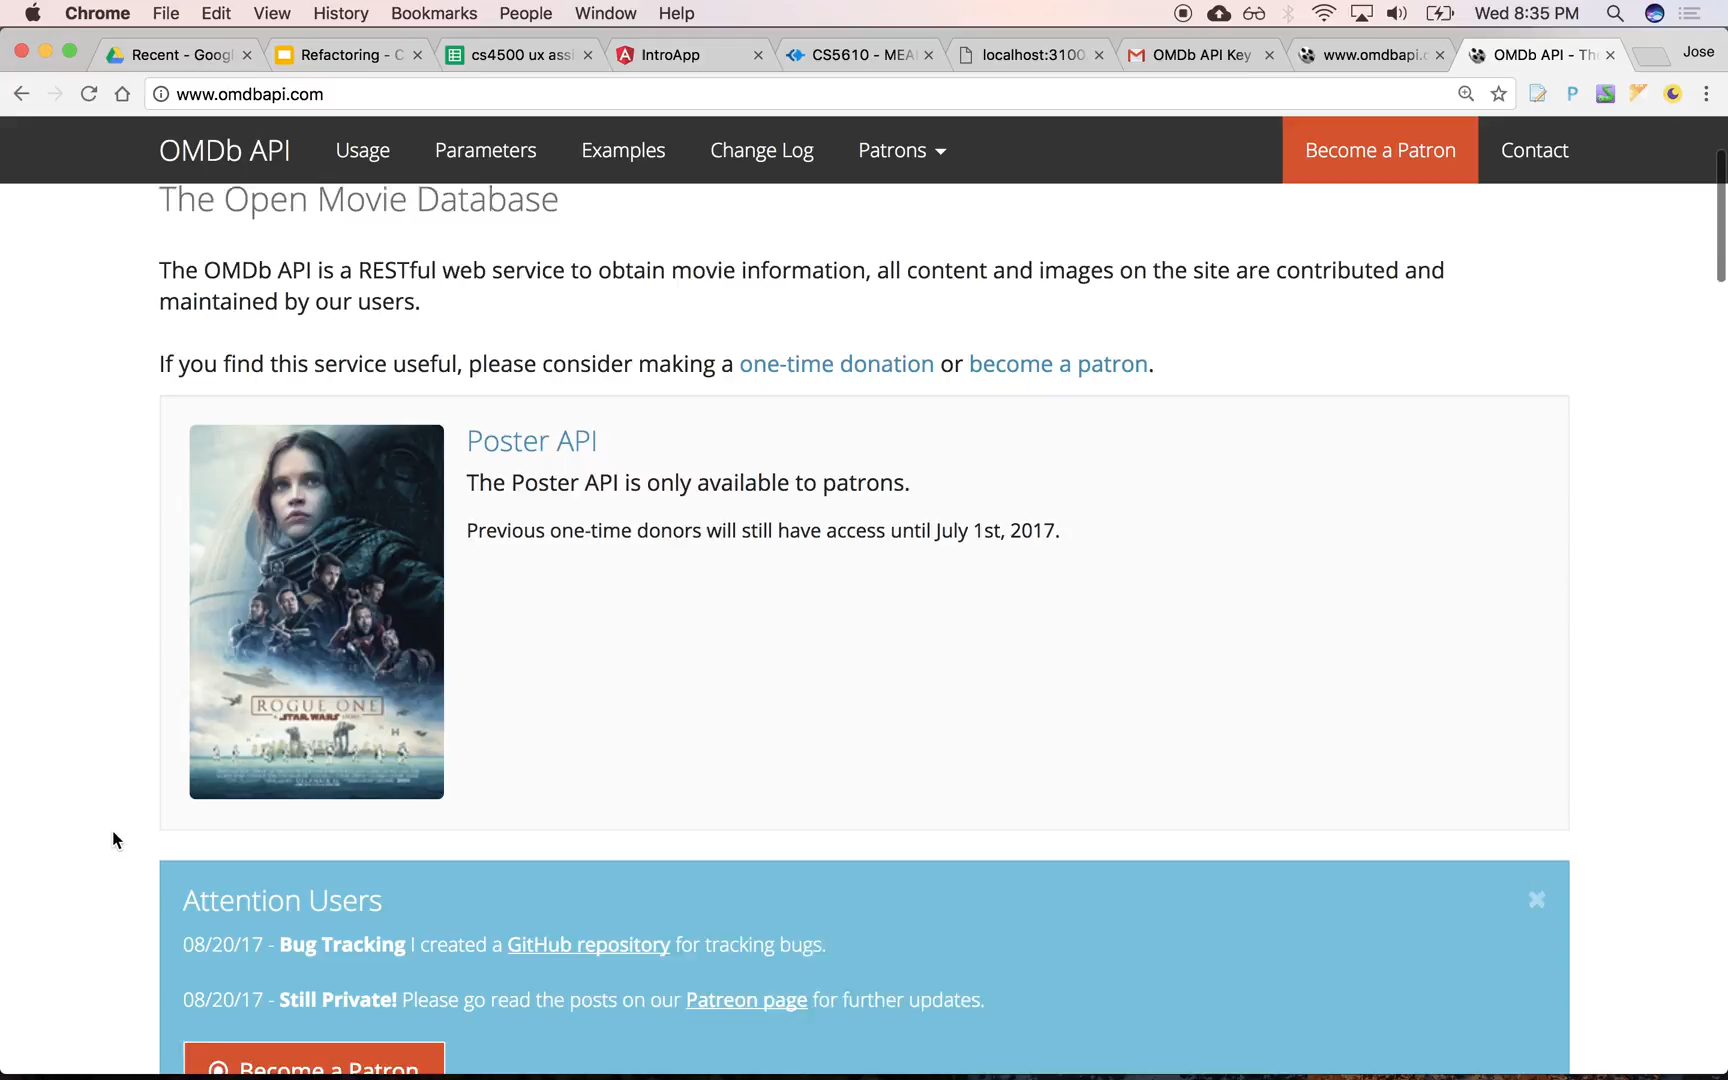 Chrome File Edit View History Bookmarks People Window Help Wed 8:35 PM
Recent - Googl Refactoring - C cs4500 ux assi IntroApp CS5610 - MEA localhost:3100 OMDb API Key www.omdbapi.c OMDb API - Th Jose
www.omdbapi.com
OMDb API Usage Parameters Examples Change Log Patrons Become a Patron Contact
The Open Movie Database
The OMDb API is a RESTful web service to obtain movie information, all content and images on the site are contributed and
maintained by our users.
If you find this service useful, please consider making a one-time donation or become a patron.
Poster API
The Poster API is only available to patrons.
Previous one-time donors will still have access until July 1st, 2017.
ROGUE ONE
A STAR WARS STORY
Attention Users
08/20/17 - Bug Tracking I created a GitHub repository for tracking bugs.
08/20/17 - Still Private! Please go read the posts on our Patreon page for further updates.
Become a Patron